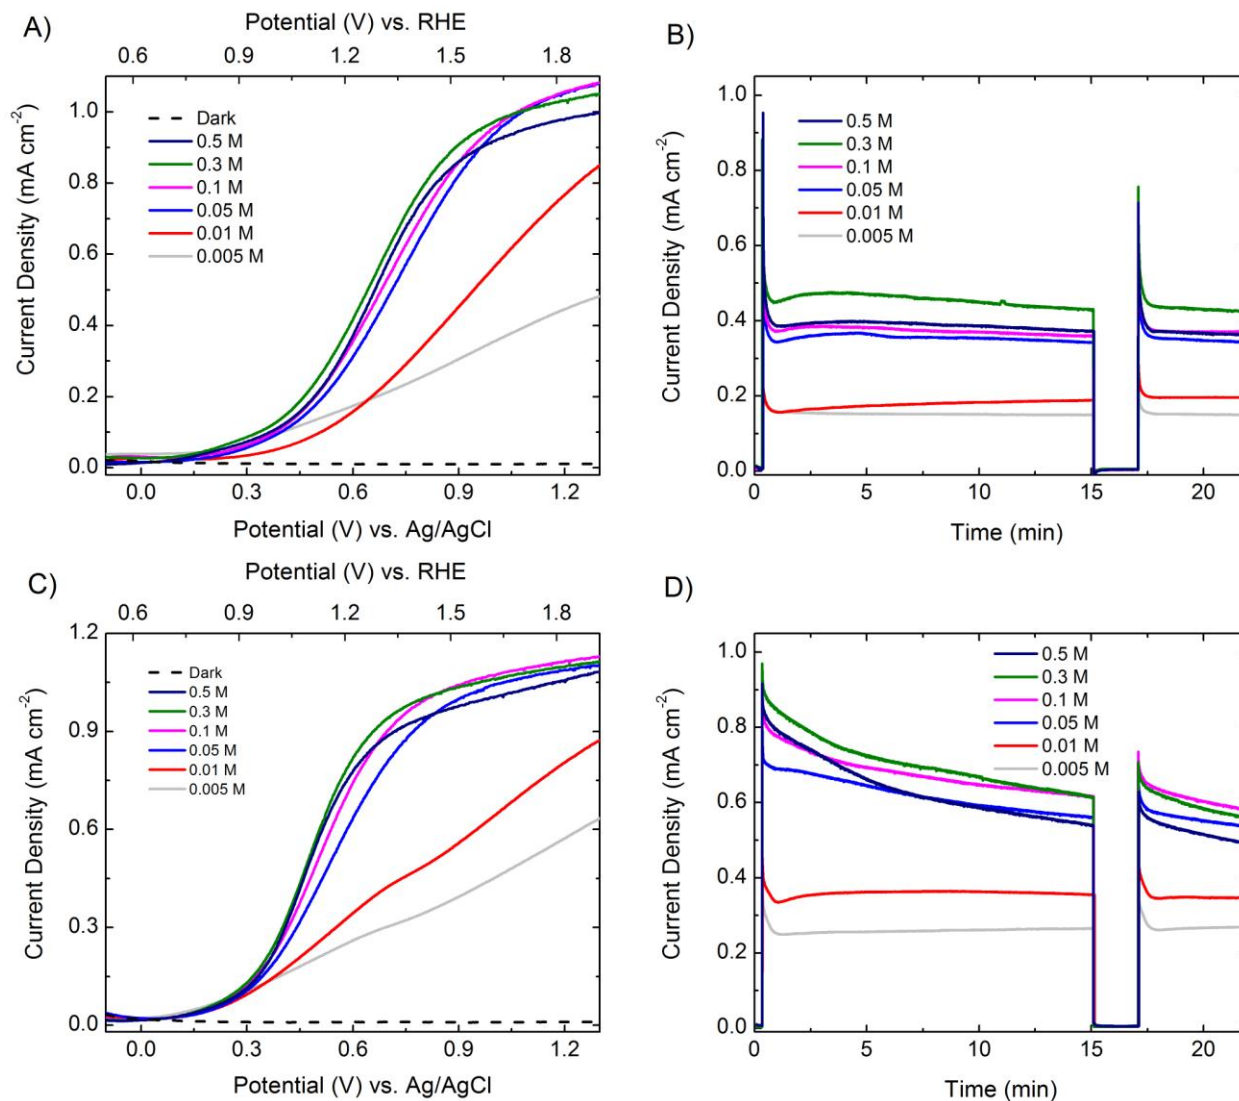 A)
Potential (V) vs. RHE
0.6 0.9 1.2 1.5 1.8
Current Density (mA cm⁻²)
1.0
0.8
0.6
0.4
0.2
0.0
Dark
0.5 M
0.3 M
0.1 M
0.05 M
0.01 M
0.005 M
0.0 0.3 0.6 0.9 1.2
Potential (V) vs. Ag/AgCl
B)
Current Density (mA cm⁻²)
1.0
0.8
0.6
0.4
0.2
0.0
0.5 M
0.3 M
0.1 M
0.05 M
0.01 M
0.005 M
0 5 10 15 20
Time (min)
C)
Potential (V) vs. RHE
0.6 0.9 1.2 1.5 1.8
Current Density (mA cm⁻²)
1.2
0.9
0.6
0.3
0.0
Dark
0.5 M
0.3 M
0.1 M
0.05 M
0.01 M
0.005 M
0.0 0.3 0.6 0.9 1.2
Potential (V) vs. Ag/AgCl
D)
Current Density (mA cm⁻²)
1.0
0.8
0.6
0.4
0.2
0.0
0.5 M
0.3 M
0.1 M
0.05 M
0.01 M
0.005 M
0 5 10 15 20
Time (min)